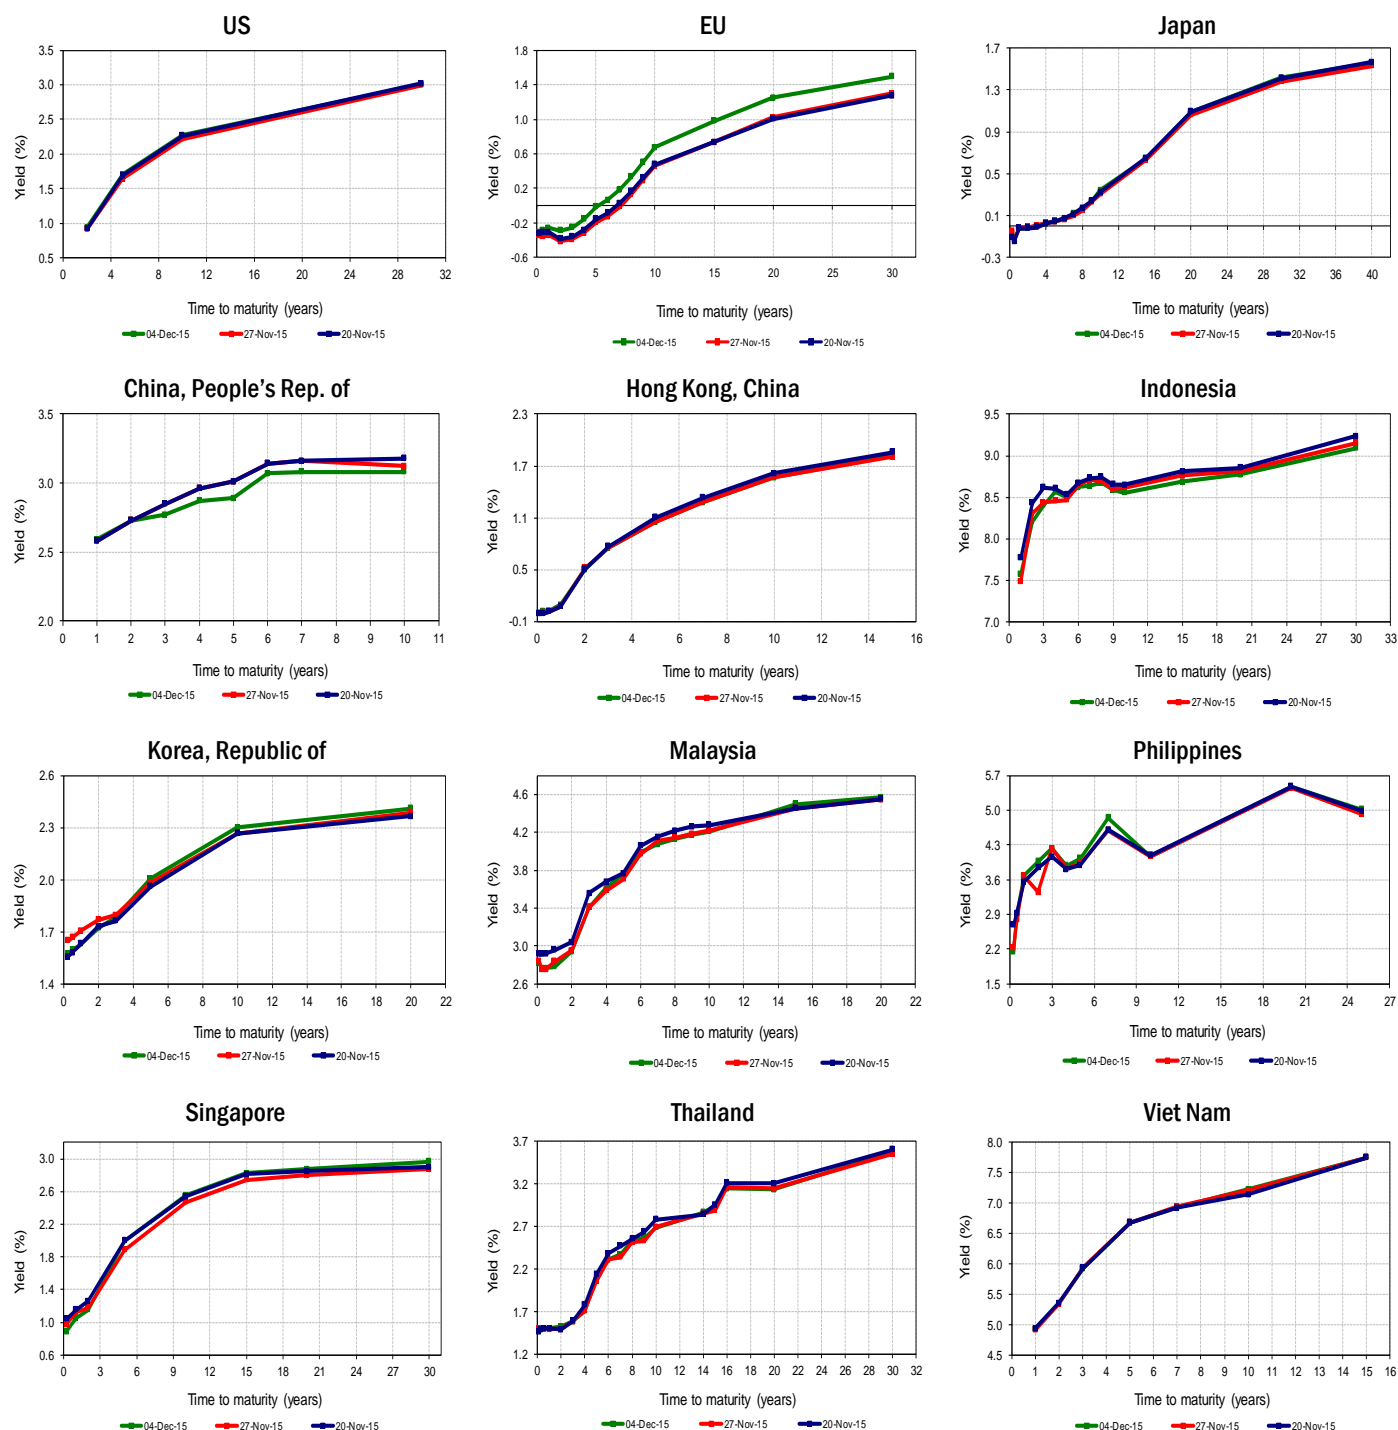 US
EU
Japan
3.5
3.0
2.5
2.0
1.5
1.0
0.5
Yield (%)
0 4 8 12 16 20 24 28 32
Time to maturity (years)
04-Dec-15 27-Nov-15 20-Nov-15
1.8
1.4
1.0
0.6
0.2
-0.2
-0.6
Yield (%)
0 5 10 15 20 25 30
Time to maturity (years)
04-Dec-15 27-Nov-15 20-Nov-15
1.7
1.3
0.9
0.5
0.1
-0.3
Yield (%)
0 4 8 12 16 20 24 28 32 36 40
Time to maturity (years)
04-Dec-15 27-Nov-15 20-Nov-15
China, People's Rep. of
Hong Kong, China
Indonesia
3.5
3.0
2.5
2.0
Yield (%)
0 1 2 3 4 5 6 7 8 9 10 11
Time to maturity (years)
04-Dec-15 27-Nov-15 20-Nov-15
2.3
1.7
1.1
0.5
-0.1
Yield (%)
0 2 4 6 8 10 12 14 16
Time to maturity (years)
04-Dec-15 27-Nov-15 20-Nov-15
9.5
9.0
8.5
8.0
7.5
7.0
Yield (%)
0 3 6 9 12 15 18 21 24 27 30 33
Time to maturity (years)
04-Dec-15 27-Nov-15 20-Nov-15
Korea, Republic of
Malaysia
Philippines
2.6
2.3
2.0
1.7
1.4
Yield (%)
0 2 4 6 8 10 12 14 16 18 20 22
Time to maturity (years)
04-Dec-15 27-Nov-15 20-Nov-15
4.6
4.2
3.8
3.4
3.0
2.6
Yield (%)
0 2 4 6 8 10 12 14 16 18 20 22
Time to maturity (years)
04-Dec-15 27-Nov-15 20-Nov-15
5.7
5.0
4.3
3.6
2.9
2.2
1.5
Yield (%)
0 3 6 9 12 15 18 21 24 27
Time to maturity (years)
04-Dec-15 27-Nov-15 20-Nov-15
Singapore
Thailand
Viet Nam
3.0
2.6
2.2
1.8
1.4
1.0
0.6
Yield (%)
0 3 6 9 12 15 18 21 24 27 30
Time to maturity (years)
04-Dec-15 27-Nov-15 20-Nov-15
3.7
3.2
2.7
2.2
1.7
1.2
Yield (%)
0 2 4 6 8 10 12 14 16 18 20 22 24 26 28 30 32
Time to maturity (years)
04-Dec-15 27-Nov-15 20-Nov-15
8.0
7.5
7.0
6.5
6.0
5.5
5.0
4.5
Yield (%)
0 1 2 3 4 5 6 7 8 9 10 11 12 13 14 15 16
Time to maturity (years)
04-Dec-15 27-Nov-15 20-Nov-15